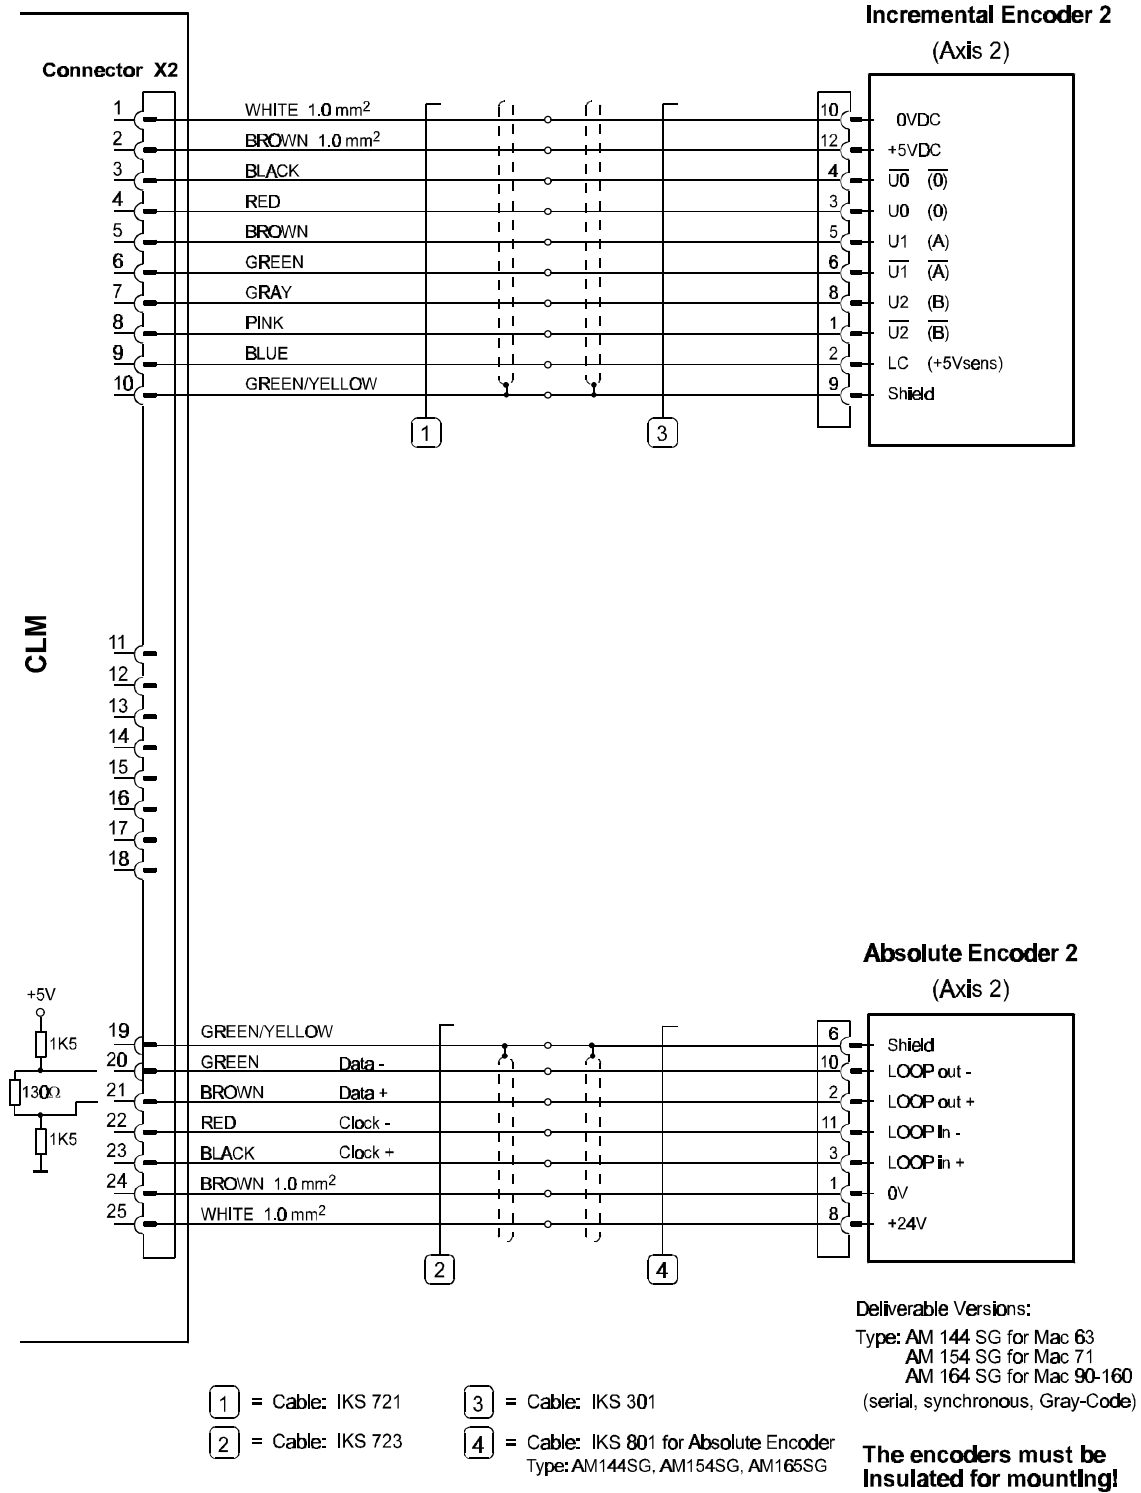 Incremental Encoder 2
(Axis 2)
Connector X2
1 WHITE 1.0 mm² 10 0VDC
2 BROWN 1.0 mm² 12 +5VDC
3 BLACK 4 U̅0̅ (0̅)
4 RED 3 U0 (0)
5 BROWN 5 U1 (A)
6 GREEN 6 U̅1̅ (A̅)
7 GRAY 8 U2 (B)
8 PINK 1 U̅2̅ (B̅)
9 BLUE 2 LC (+5Vsens)
10 GREEN/YELLOW 9 Shield
1 3
CLM
11
12
13
14
15
16
17
18
Absolute Encoder 2
(Axis 2)
+5V
1K5
130Ω
1K5
19 GREEN/YELLOW 6 Shield
20 GREEN Data - 10 LOOP out -
21 BROWN Data + 2 LOOP out +
22 RED Clock - 11 LOOP in -
23 BLACK Clock + 3 LOOP in +
24 BROWN 1.0 mm² 1 0V
25 WHITE 1.0 mm² 8 +24V
2 4
Deliverable Versions:
Type: AM 144 SG for Mac 63
AM 154 SG for Mac 71
AM 164 SG for Mac 90-160
(serial, synchronous, Gray-Code)
1 = Cable: IKS 721
2 = Cable: IKS 723
3 = Cable: IKS 301
4 = Cable: IKS 801 for Absolute Encoder
Type: AM144SG, AM154SG, AM165SG
The encoders must be
insulated for mounting!